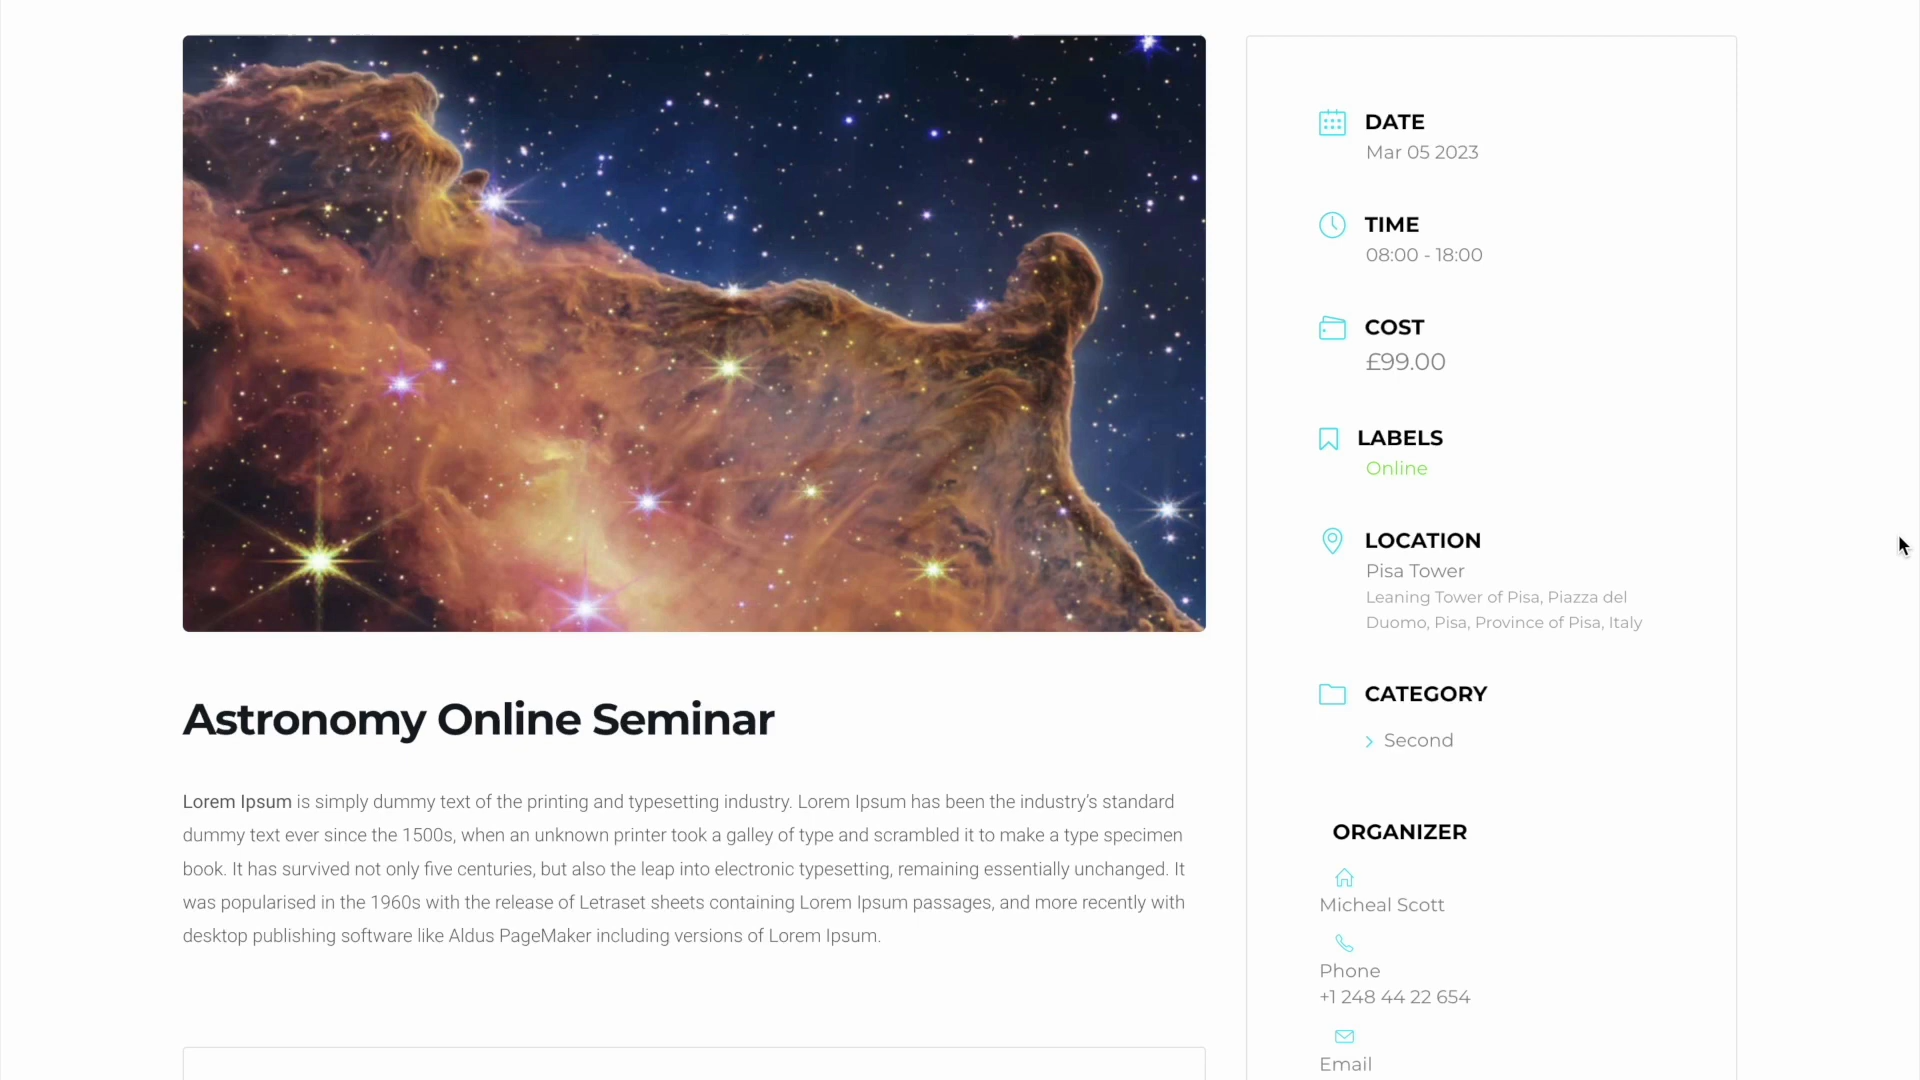 Astronomy Online Seminar
Lorem Ipsum is simply dummy text of the printing and typesetting industry. Lorem Ipsum has been the industry's standard
dummy text ever since the 1500s, when an unknown printer took a galley of type and scrambled it to make a type specimen
book. It has survived not only five centuries, but also the leap into electronic typesetting, remaining essentially unchanged. It
was popularised in the 1960s with the release of Letraset sheets containing Lorem Ipsum passages, and more recently with
desktop publishing software like Aldus PageMaker including versions of Lorem Ipsum.
DATE
Mar 05 2023
TIME
08:00 - 18:00
COST
£99.00
LABELS
Online
LOCATION
Pisa Tower
Leaning Tower of Pisa, Piazza del
Duomo, Pisa, Province of Pisa, Italy
CATEGORY
Second
ORGANIZER
Micheal Scott
Phone
+1 248 44 22 654
Email